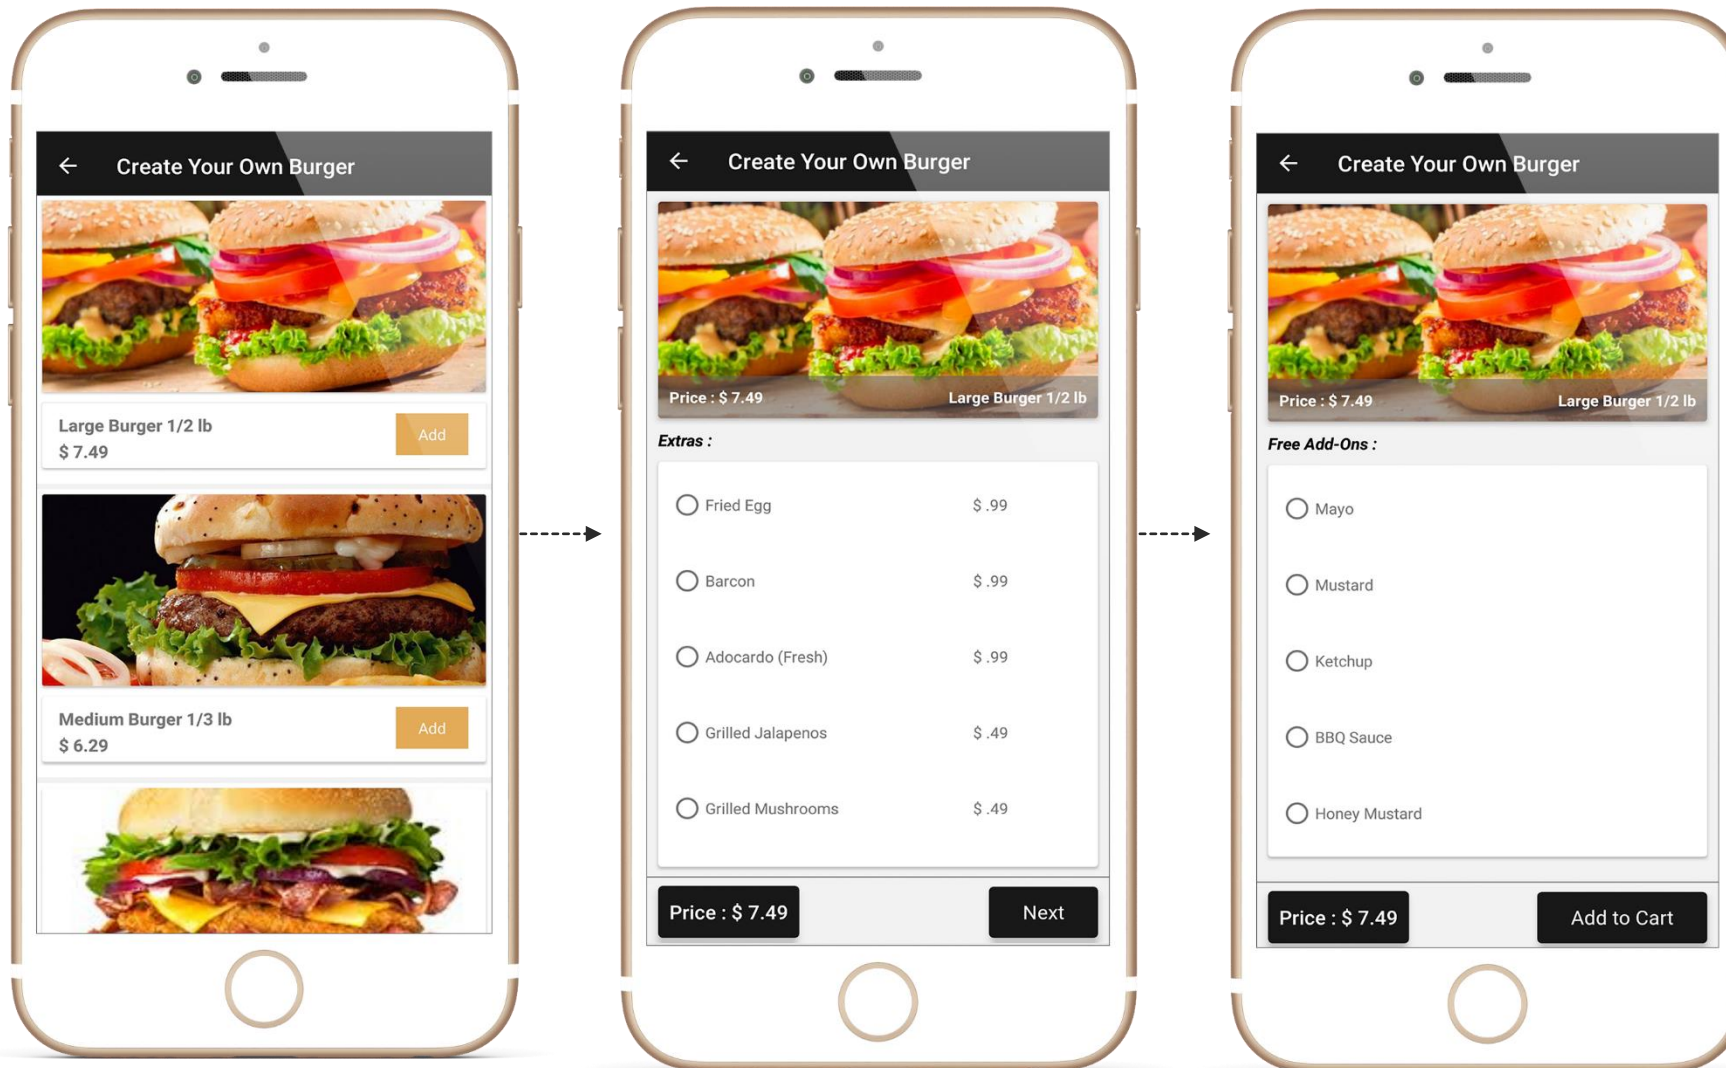 Create Your Own Burger
Large Burger 1/2 lb
$ 7.49
Add
Medium Burger 1/3 lb
$ 6.29
Add
Create Your Own Burger
Price : $ 7.49
Large Burger 1/2 lb
Extras :
Fried Egg $ .99
Barcon $ .99
Adocardo (Fresh) $ .99
Grilled Jalapenos $ .49
Grilled Mushrooms $ .49
Price : $ 7.49
Next
Create Your Own Burger
Price : $ 7.49
Large Burger 1/2 lb
Free Add-Ons :
Mayo
Mustard
Ketchup
BBQ Sauce
Honey Mustard
Price : $ 7.49
Add to Cart